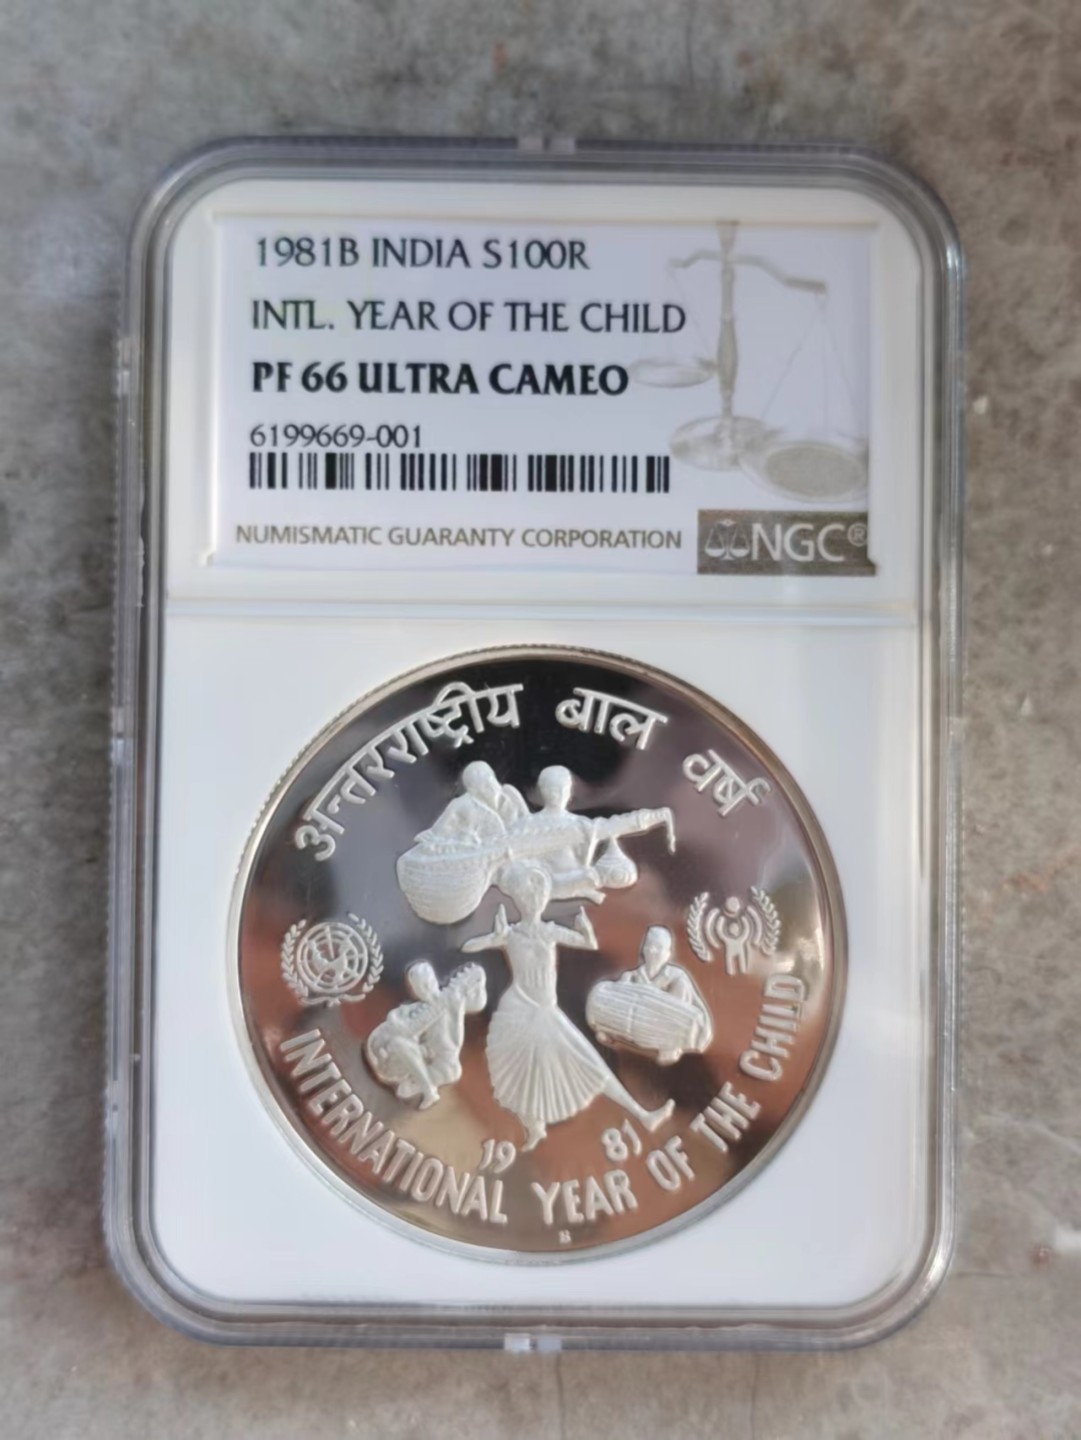 1981B INDIA S100R
INTL. YEAR OF THE CHILD
PF 66 ULTRA CAMEO
6199669-001
NUMISMATIC GUARANTY CORPORATION
NGC®
अन्तरराष्ट्रीय बाल वर्ष
19 81
INTERNATIONAL YEAR OF THE CHILD
B